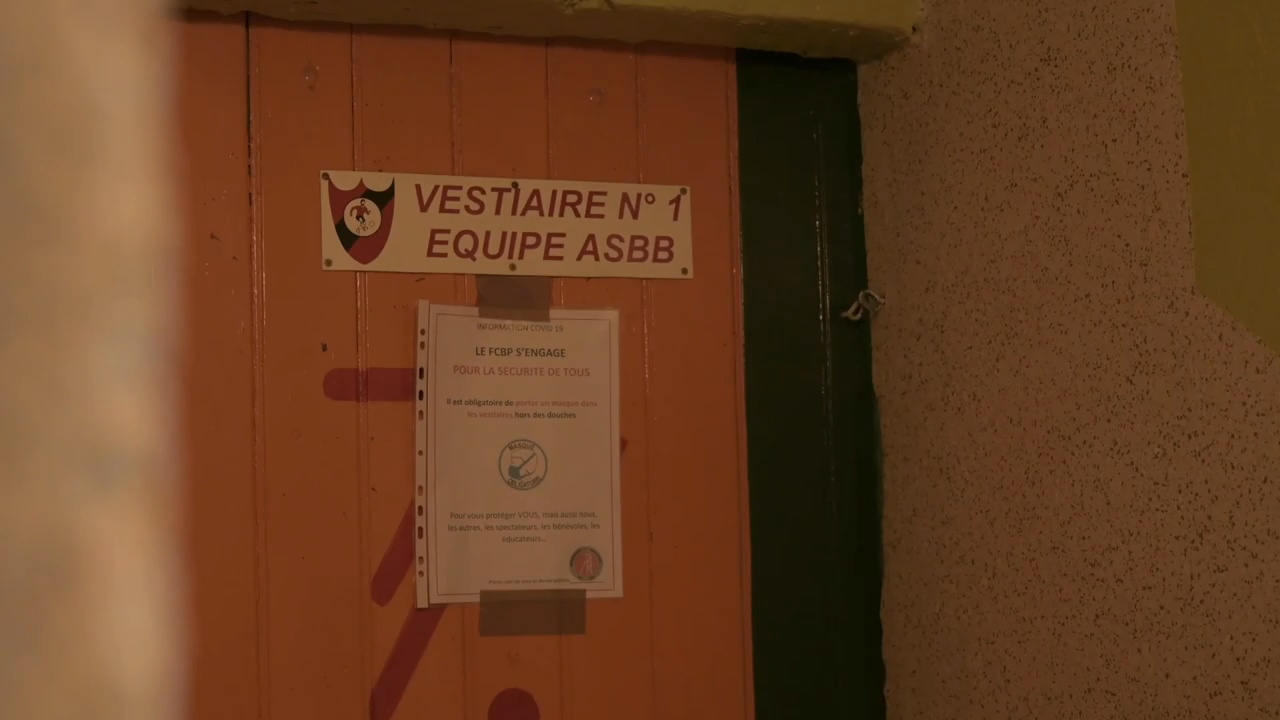 VESTIAIRE N° 1
EQUIPE ASBB
INFORMATION COVID 19
LE FCBP S'ENGAGE
POUR LA SECURITE DE TOUS
Il est obligatoire de porter un masque dans
les vestiaires hors des douches
MASQUE
OBLIGATOIRE
Pour vous protéger VOUS, mais aussi nous,
les autres, les spectateurs, les bénévoles, les
éducateurs...